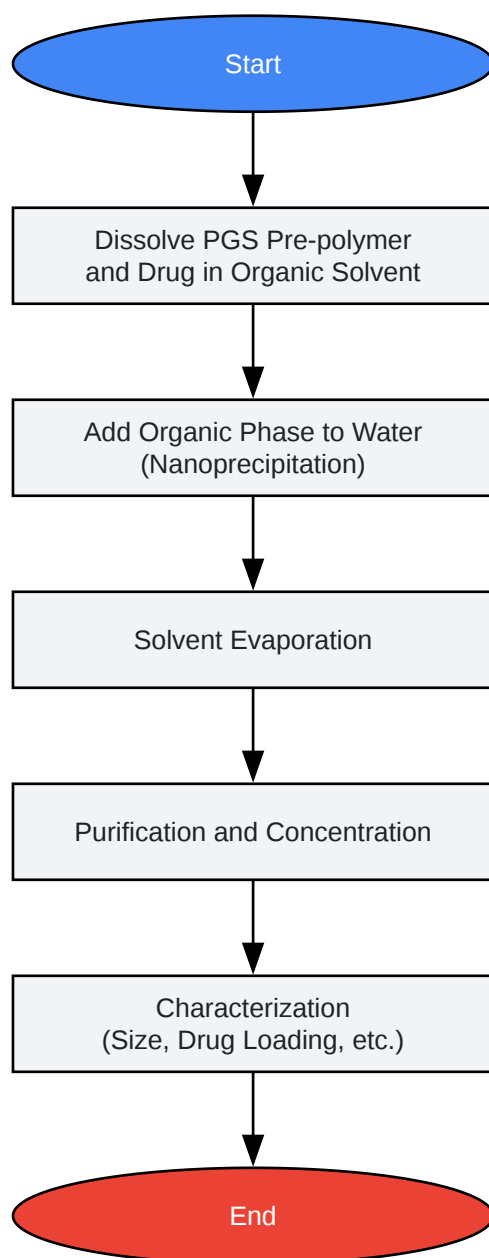 Start
Dissolve PGS Pre-polymer
and Drug in Organic Solvent
Add Organic Phase to Water
(Nanoprecipitation)
Solvent Evaporation
Purification and Concentration
Characterization
(Size, Drug Loading, etc.)
End